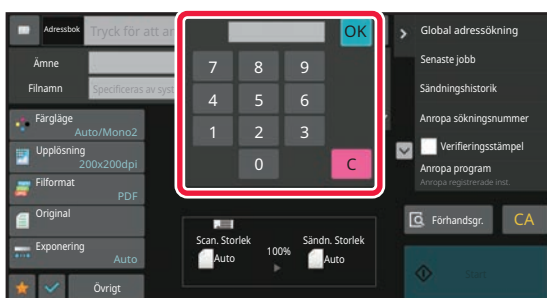 Adressbok
Tryck för att an
OK
Global adressökning
Ämne
7 8 9
Senaste jobb
Filnamn
Specificeras av syst
Sändningshistorik
4 5 6
Färgläge
Auto/Mono2
1 2 3
Anropa sökningsnummer
Upplösning
200x200dpi
0
C
Verifieringsstämpel
Anropa program
Anropa registrerade inst.
Filformat
PDF
Original
Förhandsgr.
CA
Scan. Storlek
Auto
100%
Sändn. Storlek
Auto
Exponering
Auto
Start
Övrigt